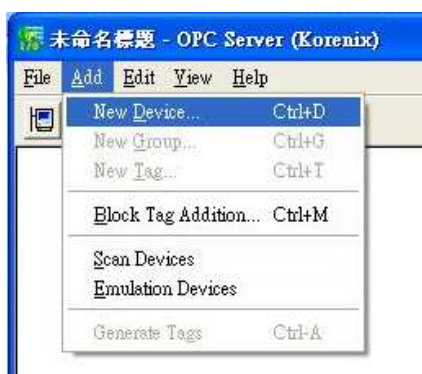 未命名標題 - OPC Server (Korenix)
File Add Edit View Help
New Device... Ctrl+D
New Group... Ctrl+G
New Tag... Ctrl+T
Block Tag Addition... Ctrl+M
Scan Devices
Emulation Devices
Generate Tags Ctrl-A